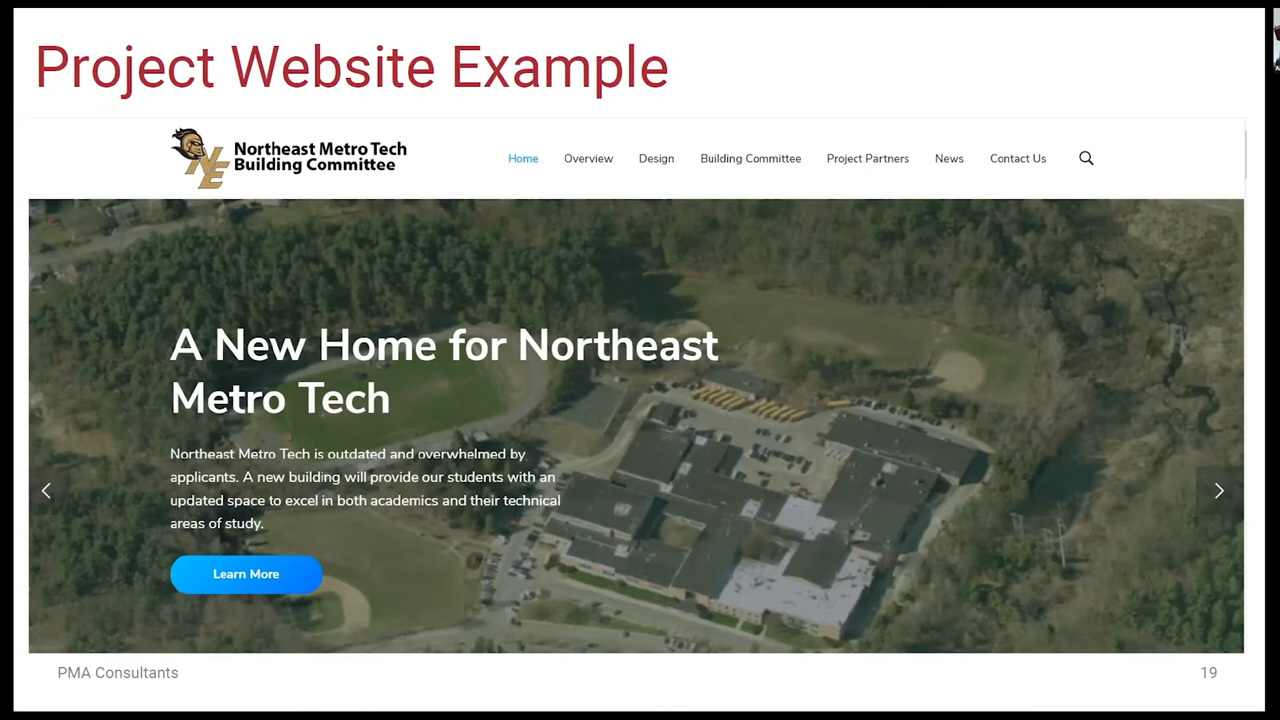 Project Website Example
Northeast Metro Tech
Building Committee
NE
Home Overview Design Building Committee Project Partners News Contact Us
A New Home for Northeast
Metro Tech
Northeast Metro Tech is outdated and overwhelmed by
applicants. A new building will provide our students with an
updated space to excel in both academics and their technical
areas of study.
Learn More
PMA Consultants
19